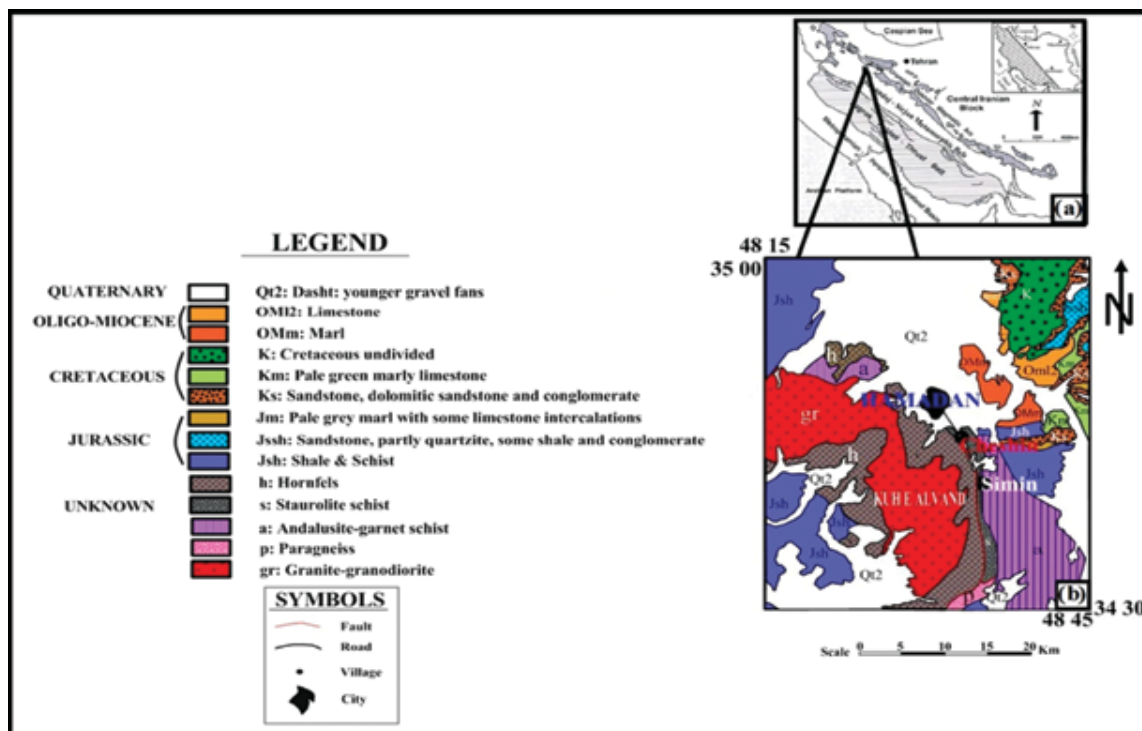 Caspian Sea
Tehran
Central Iranian
Block
N
(a)
48 15
35 00
LEGEND
QUATERNARY
Qt2: Dasht: younger gravel fans
OLIGO-MIOCENE
OMl2: Limestone
OMm: Marl
CRETACEOUS
K: Cretaceous undivided
Km: Pale green marly limestone
Ks: Sandstone, dolomitic sandstone and conglomerate
JURASSIC
Jm: Pale grey marl with some limestone intercalations
Jssh: Sandstone, partly quartzite, some shale and conglomerate
Jsh: Shale & Schist
UNKNOWN
h: Hornfels
s: Staurolite schist
a: Andalusite-garnet schist
p: Paragneiss
gr: Granite-granodiorite
SYMBOLS
Fault
Road
Village
City
N
Jsh
K
Qt2
h
a
OMm
Oml2
HAMADAN
gr
OMm
Jsh
h
Qt2
Jsh
Simin
KUHE ALVAND
Jsh
Jsh
Jsh
a
Qt2
p
Qt2
(b)
34 30
48 45
Scale 0 5 10 15 20 Km